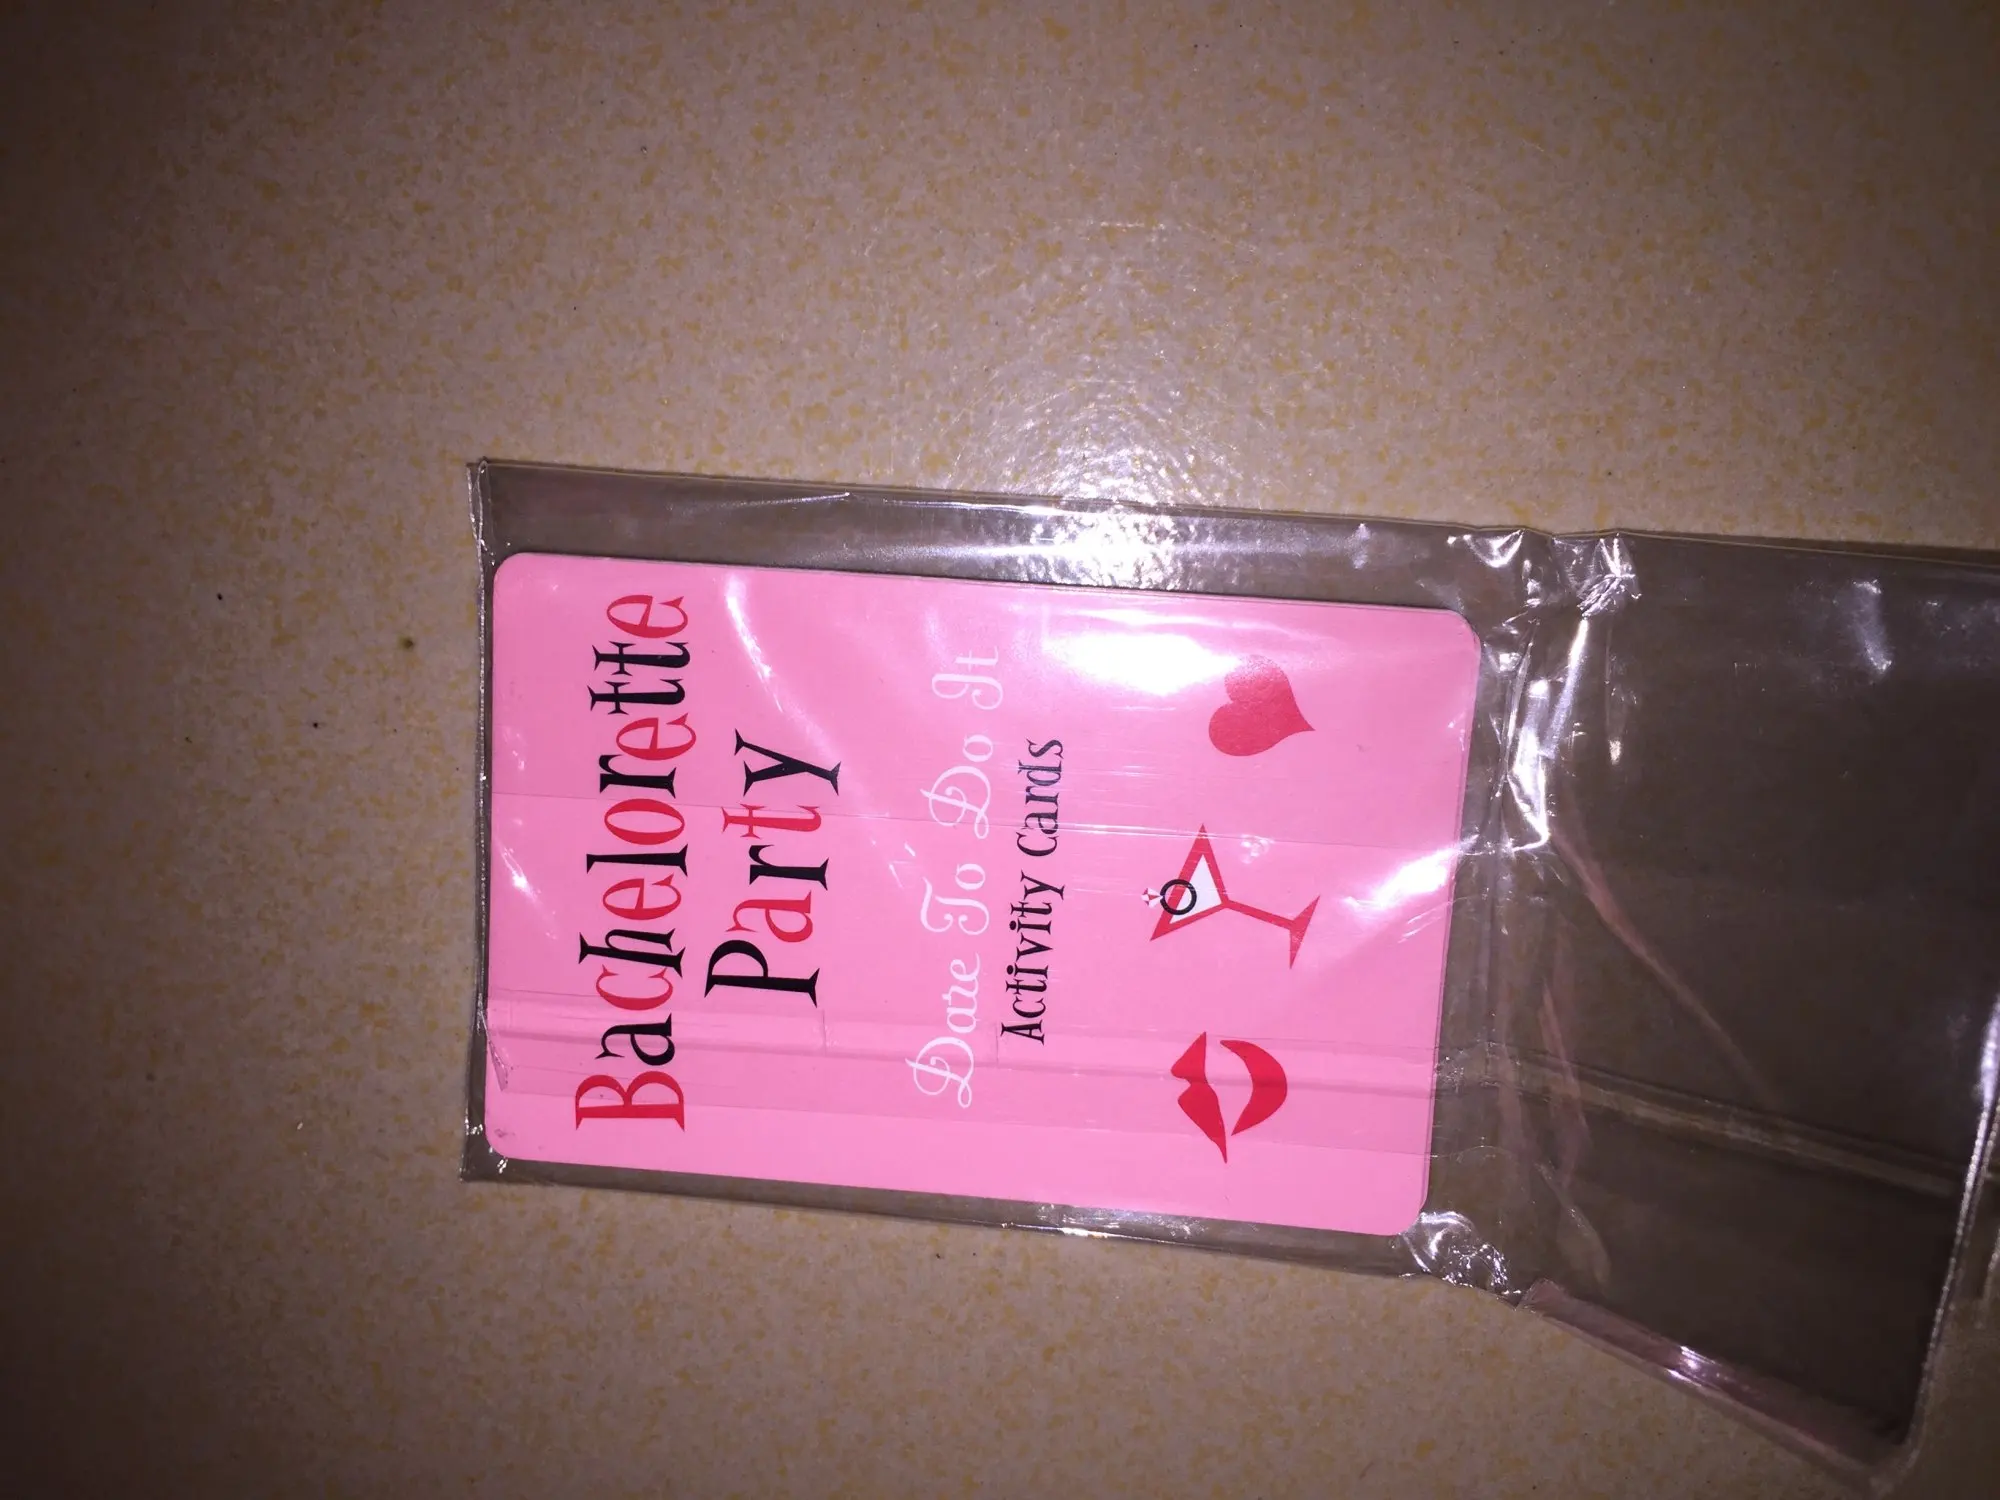 Bachelorette
Party
Dare To Do It
Activity Cards